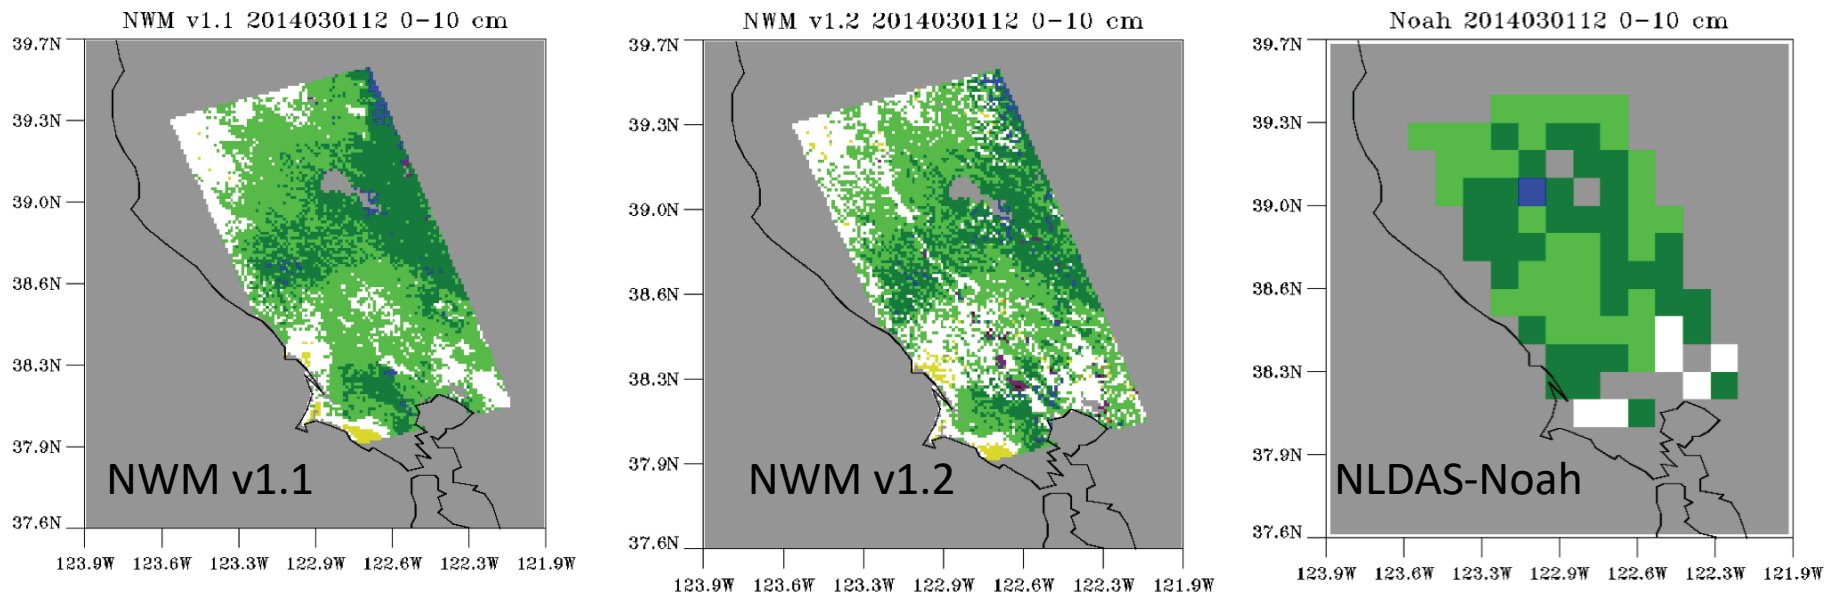 NWM v1.1 2014030112 0-10 cm
39.7N
39.3N
39.0N
38.6N
38.3N
37.9N
37.6N
NWM v1.1
123.9W 123.6W 123.3W 122.9W 122.6W 122.3W 121.9W
NWM v1.2 2014030112 0-10 cm
39.7N
39.3N
39.0N
38.6N
38.3N
37.9N
37.6N
NWM v1.2
123.9W 123.6W 123.3W 122.9W 122.6W 122.3W 121.9W
Noah 2014030112 0-10 cm
39.7N
39.3N
39.0N
38.6N
38.3N
37.9N
37.6N
NLDAS-Noah
123.9W 123.6W 123.3W 122.9W 122.6W 122.3W 121.9W